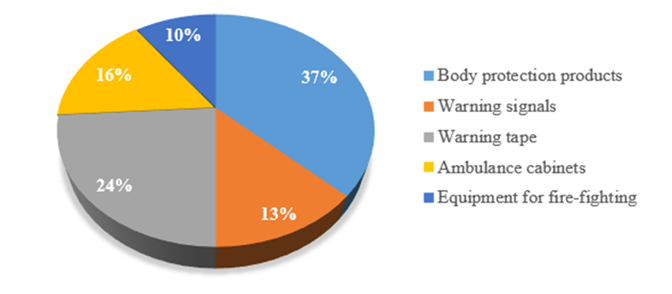 10%
37%
16%
24%
13%
Body protection products
Warning signals
Warning tape
Ambulance cabinets
Equipment for fire-fighting